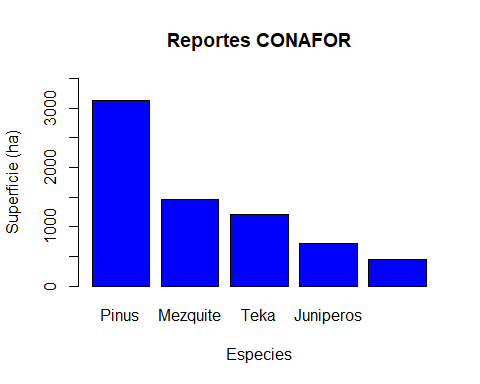 Reportes CONAFOR
Superficie (ha)
3000
2000
1000
0
Pinus Mezquite Teka Juniperos
Especies